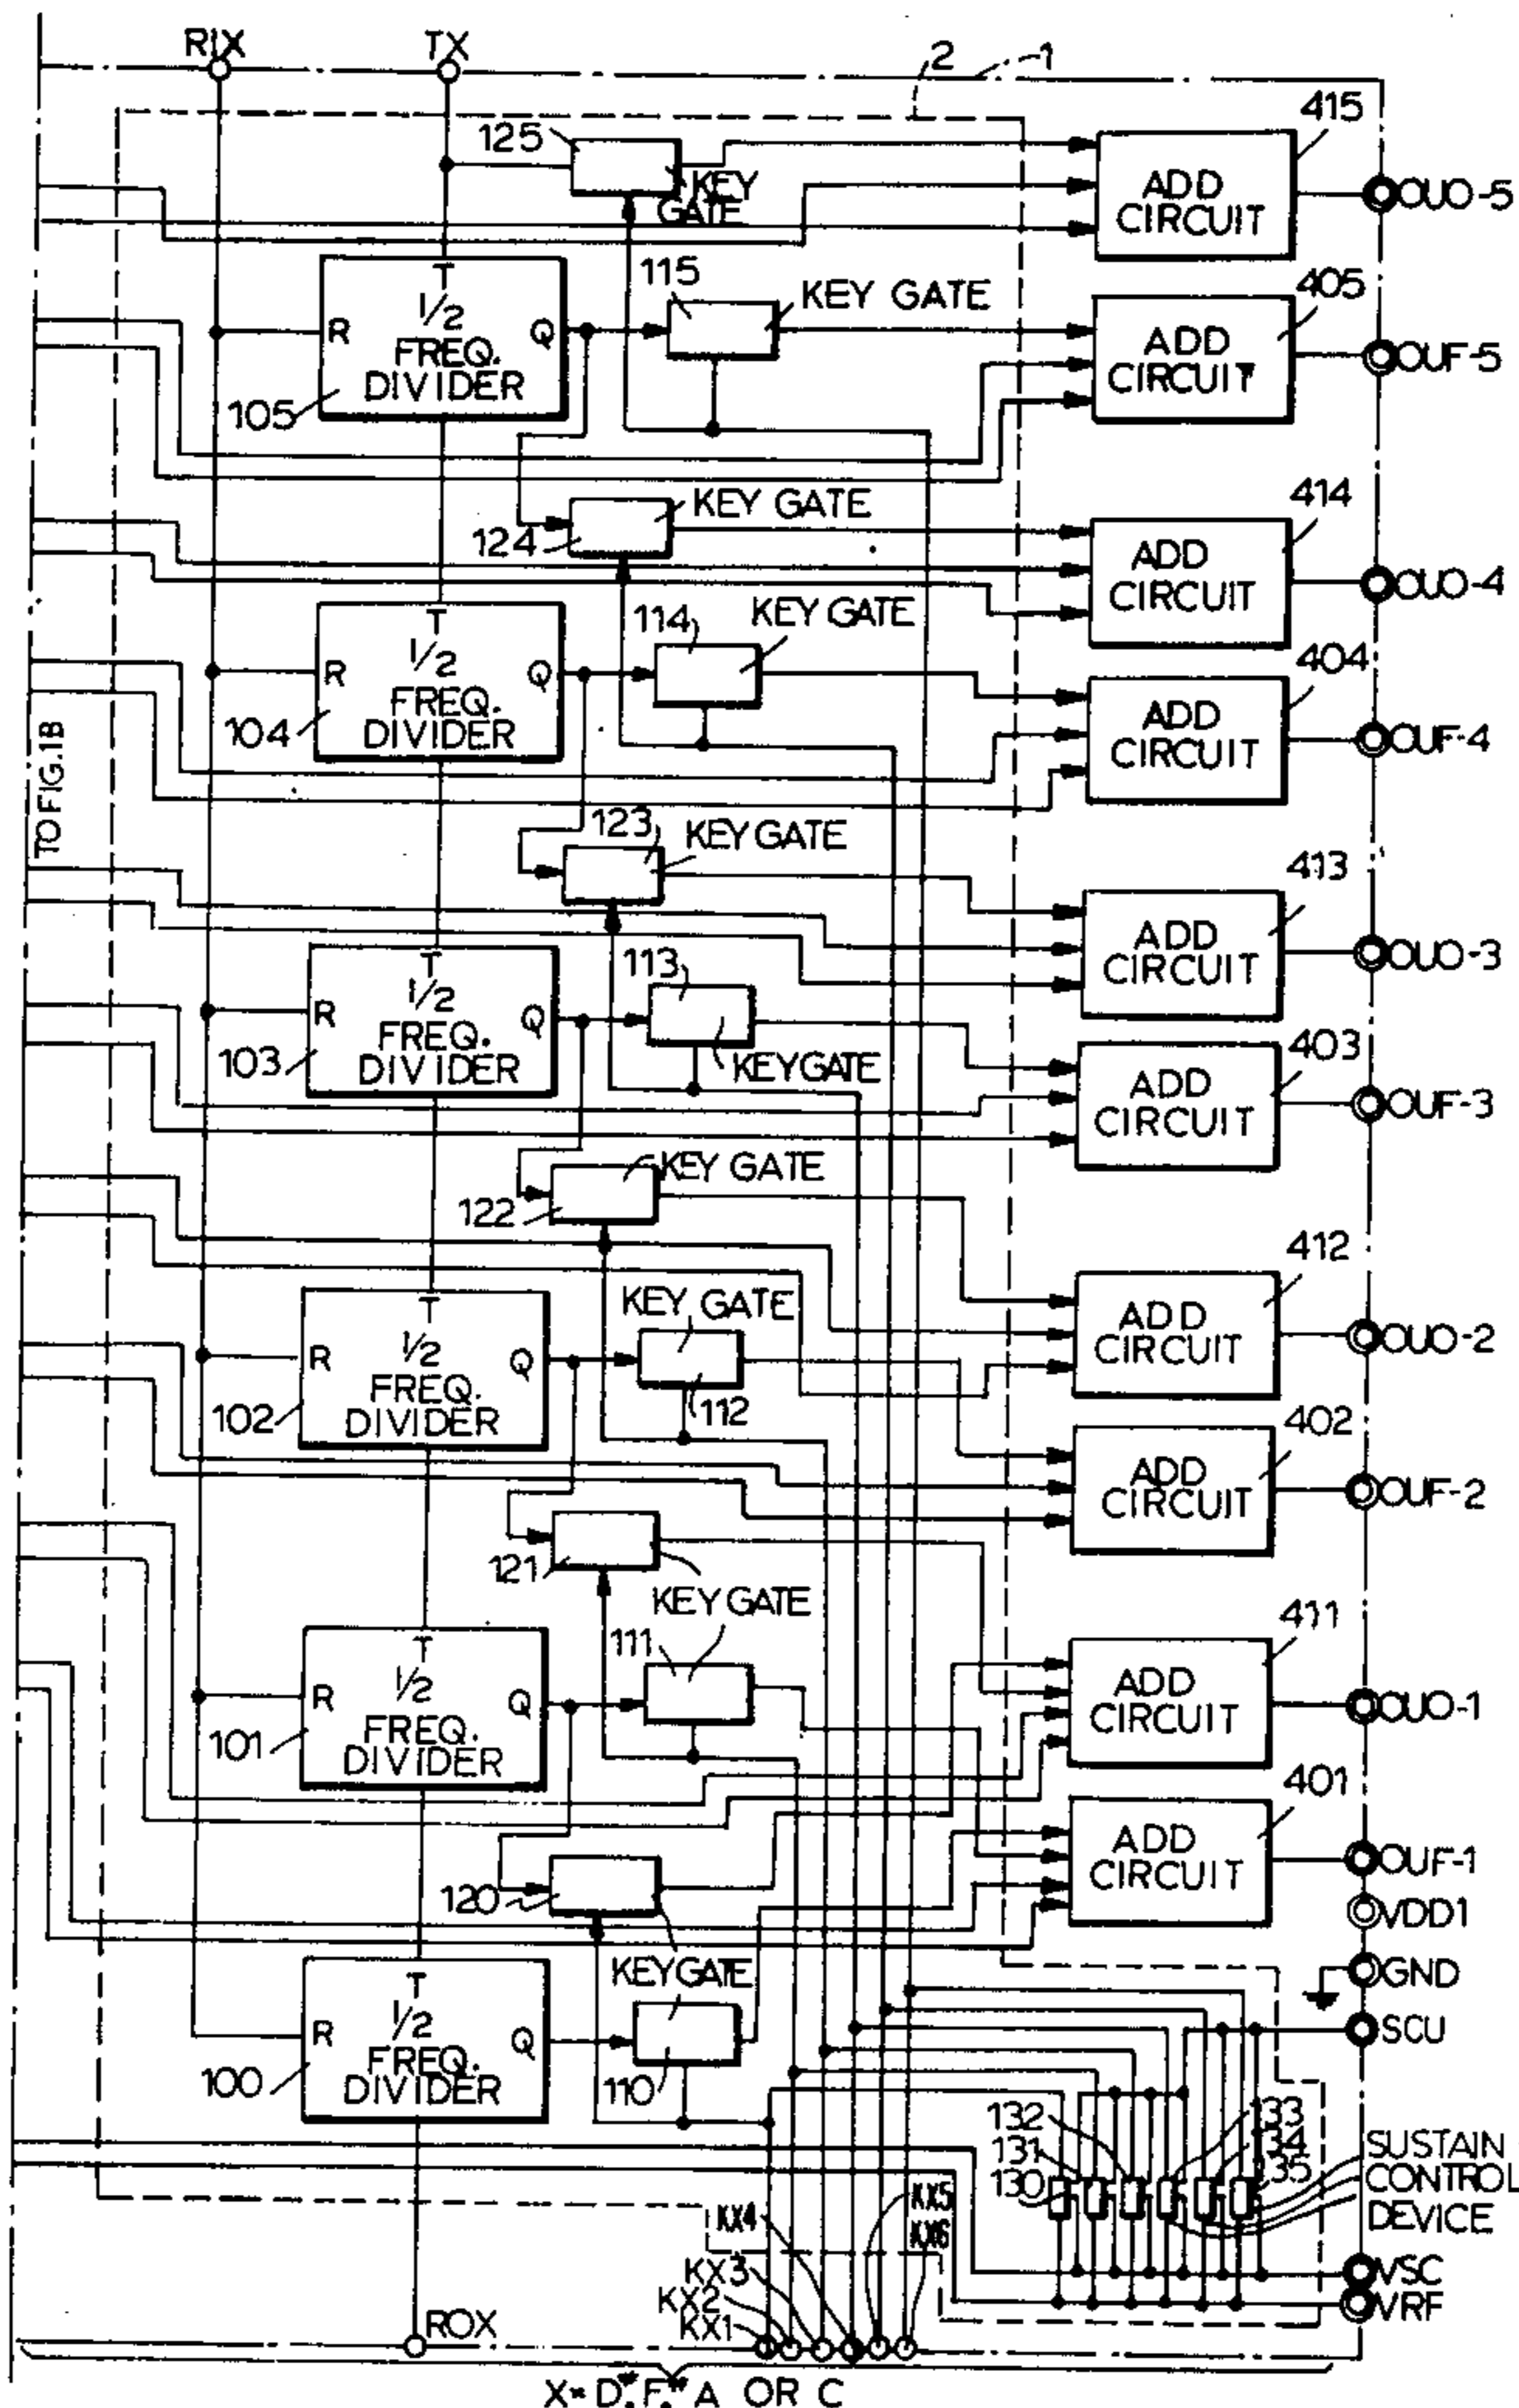 RIX
TX
2
1
125
KEY
GATE
ADD
CIRCUIT
415
OUO-5
T
1/2
FREQ.
DIVIDER
R
Q
105
115
KEY GATE
ADD
CIRCUIT
405
OUF-5
124
KEY GATE
ADD
CIRCUIT
414
OUO-4
T
1/2
FREQ.
DIVIDER
R
Q
104
114
KEY GATE
ADD
CIRCUIT
404
OUF-4
TO FIG.1B
123
KEY GATE
ADD
CIRCUIT
413
OUO-3
T
1/2
FREQ.
DIVIDER
R
Q
103
113
KEY GATE
ADD
CIRCUIT
403
OUF-3
122
KEY GATE
ADD
CIRCUIT
412
OUO-2
T
1/2
FREQ.
DIVIDER
R
Q
102
KEY GATE
112
ADD
CIRCUIT
402
OUF-2
121
KEY GATE
ADD
CIRCUIT
411
OUO-1
T
1/2
FREQ.
DIVIDER
R
Q
101
111
ADD
CIRCUIT
401
OUF-1
VDD1
GND
SCU
120
KEY GATE
T
1/2
FREQ.
DIVIDER
R
Q
100
110
132
131
130
133
134
135
SUSTAIN
CONTROL
DEVICE
VSC
VRF
KX5
KX6
KX4
KX3
KX2
KX1
ROX
X=D#.F.# A OR C